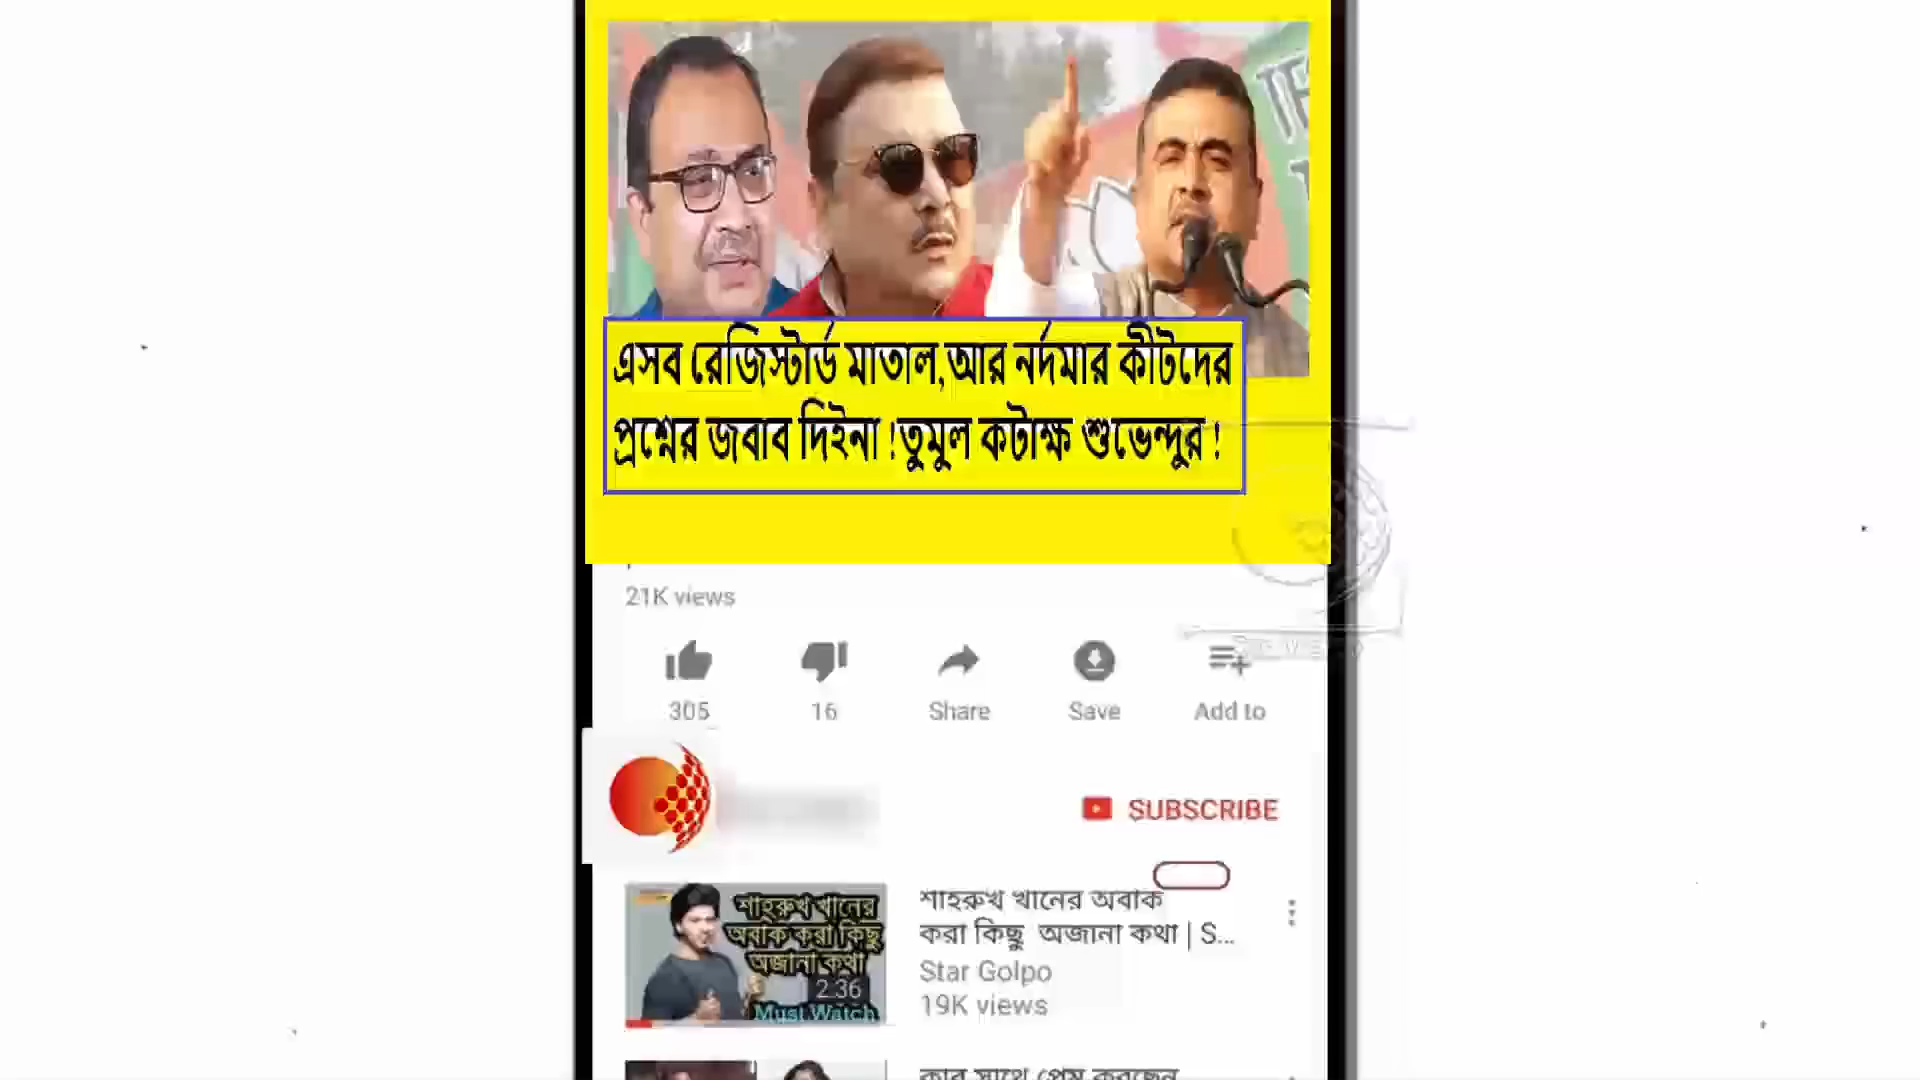 এসব রেজিস্টার্ড মাতাল,আর নর্দমার কীটদের
প্রশ্নের জবাব দিইনা !তুমুল কটাক্ষ শুভেন্দুর !
21K views
305
16
Share
Save
Add to
SUBSCRIBE
শাহরুখ খানের
অবাক করা কিছু
অজানা কথা
2:36
Must Watch
শাহরুখ খানের অবাক
করা কিছু অজানা কথা | S...
Star Golpo
19K views
কার সাথে প্রেম করছেন